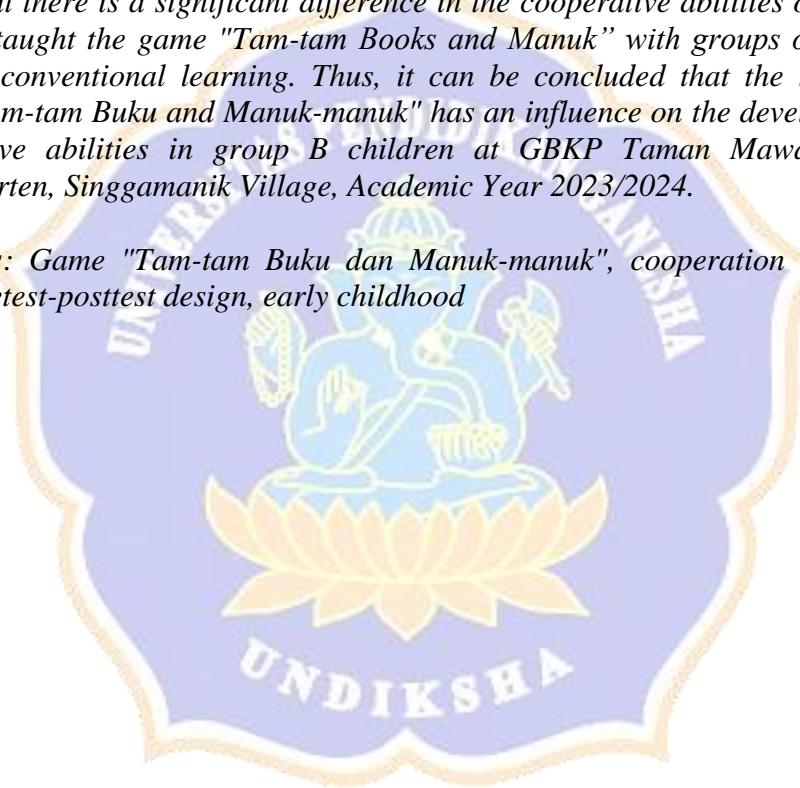 there is a significant difference in the cooperative abilities
taught the game "Tam-tam Books and Manuk” with groups
conventional learning. Thus, it can be concluded that the
m-tam Buku and Manuk-manuk" has an influence on the
ve abilities in group B children at GBKP Taman
rten, Singgamanik Village, Academic Year 2023/2024.
: Game "Tam-tam Buku dan Manuk-manuk", cooperation
test-posttest design, early childhood
UNIVERSITAS PENDIDIKAN GANESHA
UNDIKSHA